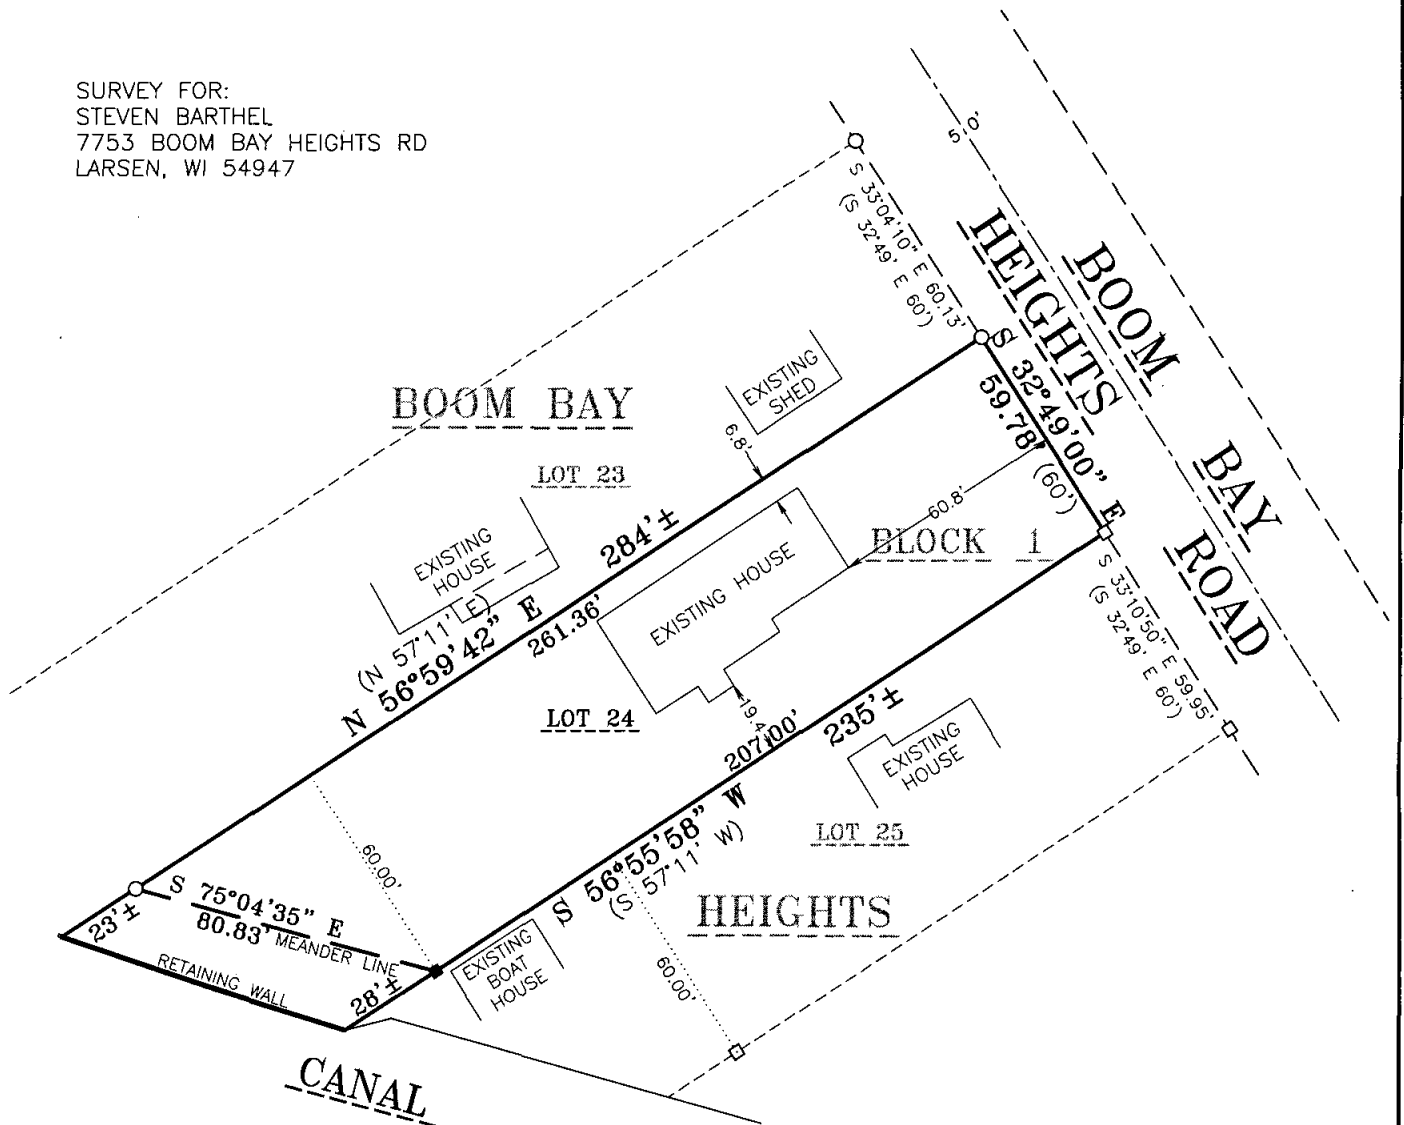 SURVEY FOR:
STEVEN BARTHEL
7753 BOOM BAY HEIGHTS RD
LARSEN, WI 54947
5.0'
S 33°04'10" E 60.13'
(S 32°49' E 60')
BOOM BAY
HEIGHTS ROAD
S 32°49'00" E
59.78' (60')
EXISTING
SHED
6.8'
BOOM BAY
LOT 23
EXISTING
HOUSE
284'±
(N 57°11' E)
N 56°59'42" E
261.36'
EXISTING HOUSE
60.8'
BLOCK 1
S 33°10'50" E 59.95'
(S 32°49' E 60')
LOT 24
19.4'
207.00'
235'±
EXISTING
HOUSE
LOT 25
S 56°55'58" W
(S 57°11' W)
HEIGHTS
60.00'
60.00'
S 75°04'35" E
80.83' MEANDER LINE
23'±
RETAINING WALL
28'±
EXISTING
BOAT
HOUSE
CANAL